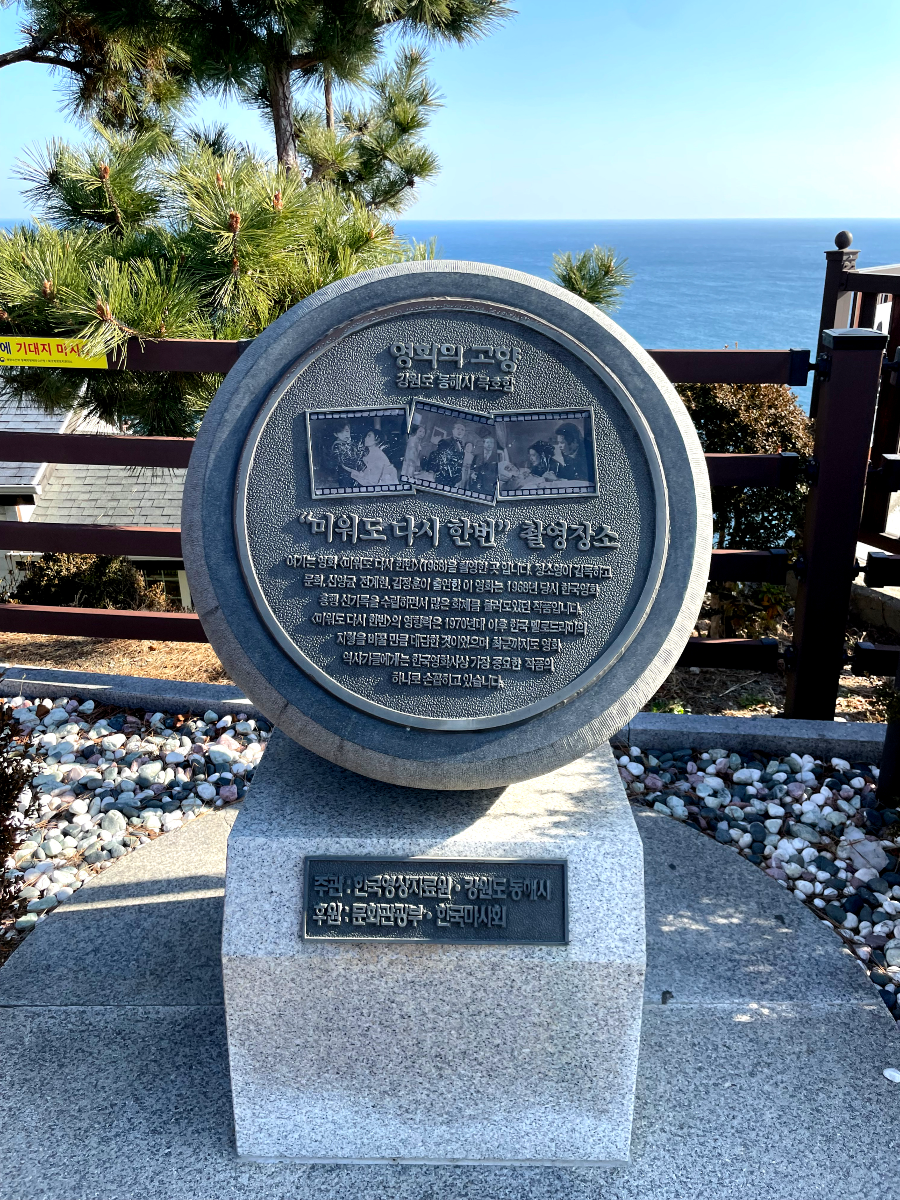 에 기대지 마시
영화의 고향
강원도 동해시 묵호항
"미워도 다시 한번" 촬영장소
여기는 영화 〈미워도 다시 한번〉(1968)을 촬영한 곳 입니다. 정소영이 감독하고
문희, 신영균, 전계현, 김정훈이 출연한 이 영화는 1968년 당시 한국영화
흥행 신기록을 수립하면서 많은 화제를 불러모았던 작품입니다.
〈미워도 다시 한번〉의 영향력은 1970년대 이후 한국 멜로드라마의
지형을 바꿀 만큼 대단한 것이었으며 최근까지도 영화
역사가들에게는 한국영화사상 가장 중요한 작품의
하나로 손꼽히고 있습니다.
주관 : 한국영상자료원 · 강원도 동해시
후원 : 문화관광부 · 한국마사회